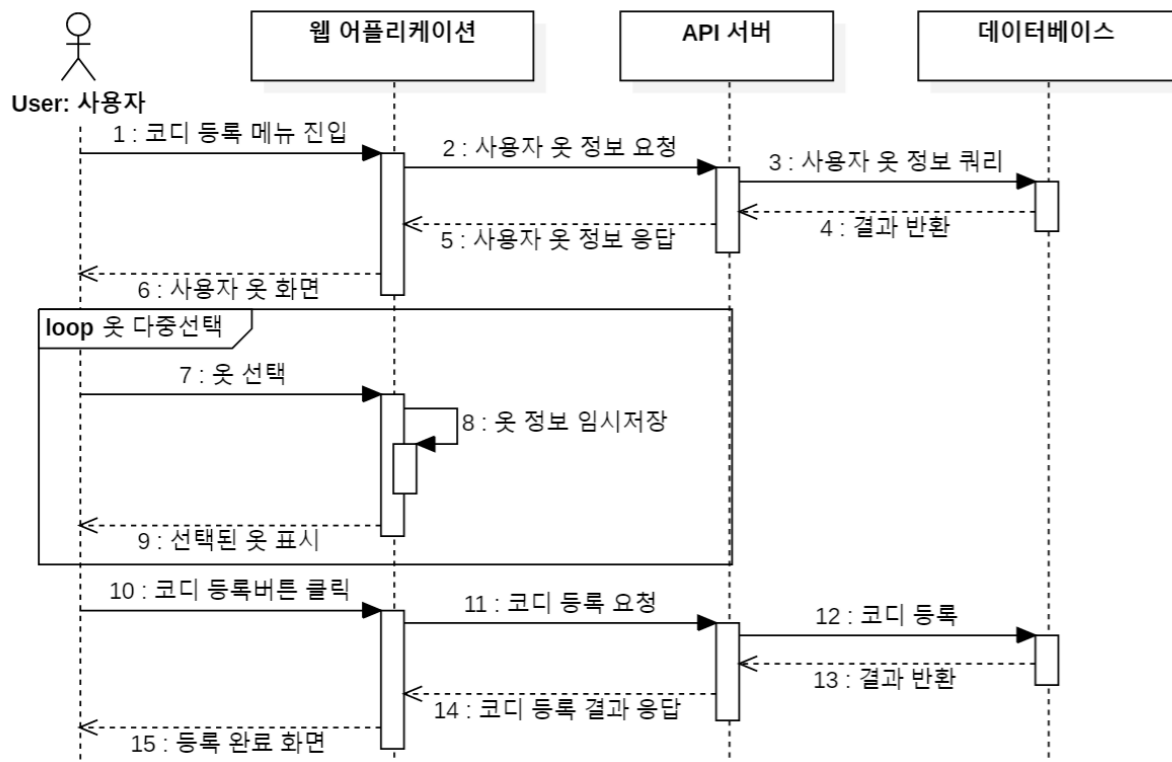 웹 어플리케이션
API 서버
데이터베이스
User: 사용자
1 : 코디 등록 메뉴 진입
2 : 사용자 옷 정보 요청
3 : 사용자 옷 정보 쿼리
4 : 결과 반환
5 : 사용자 옷 정보 응답
6 : 사용자 옷 화면
loop 옷 다중선택
7 : 옷 선택
8 : 옷 정보 임시저장
9 : 선택된 옷 표시
10 : 코디 등록버튼 클릭
11 : 코디 등록 요청
12 : 코디 등록
13 : 결과 반환
14 : 코디 등록 결과 응답
15 : 등록 완료 화면